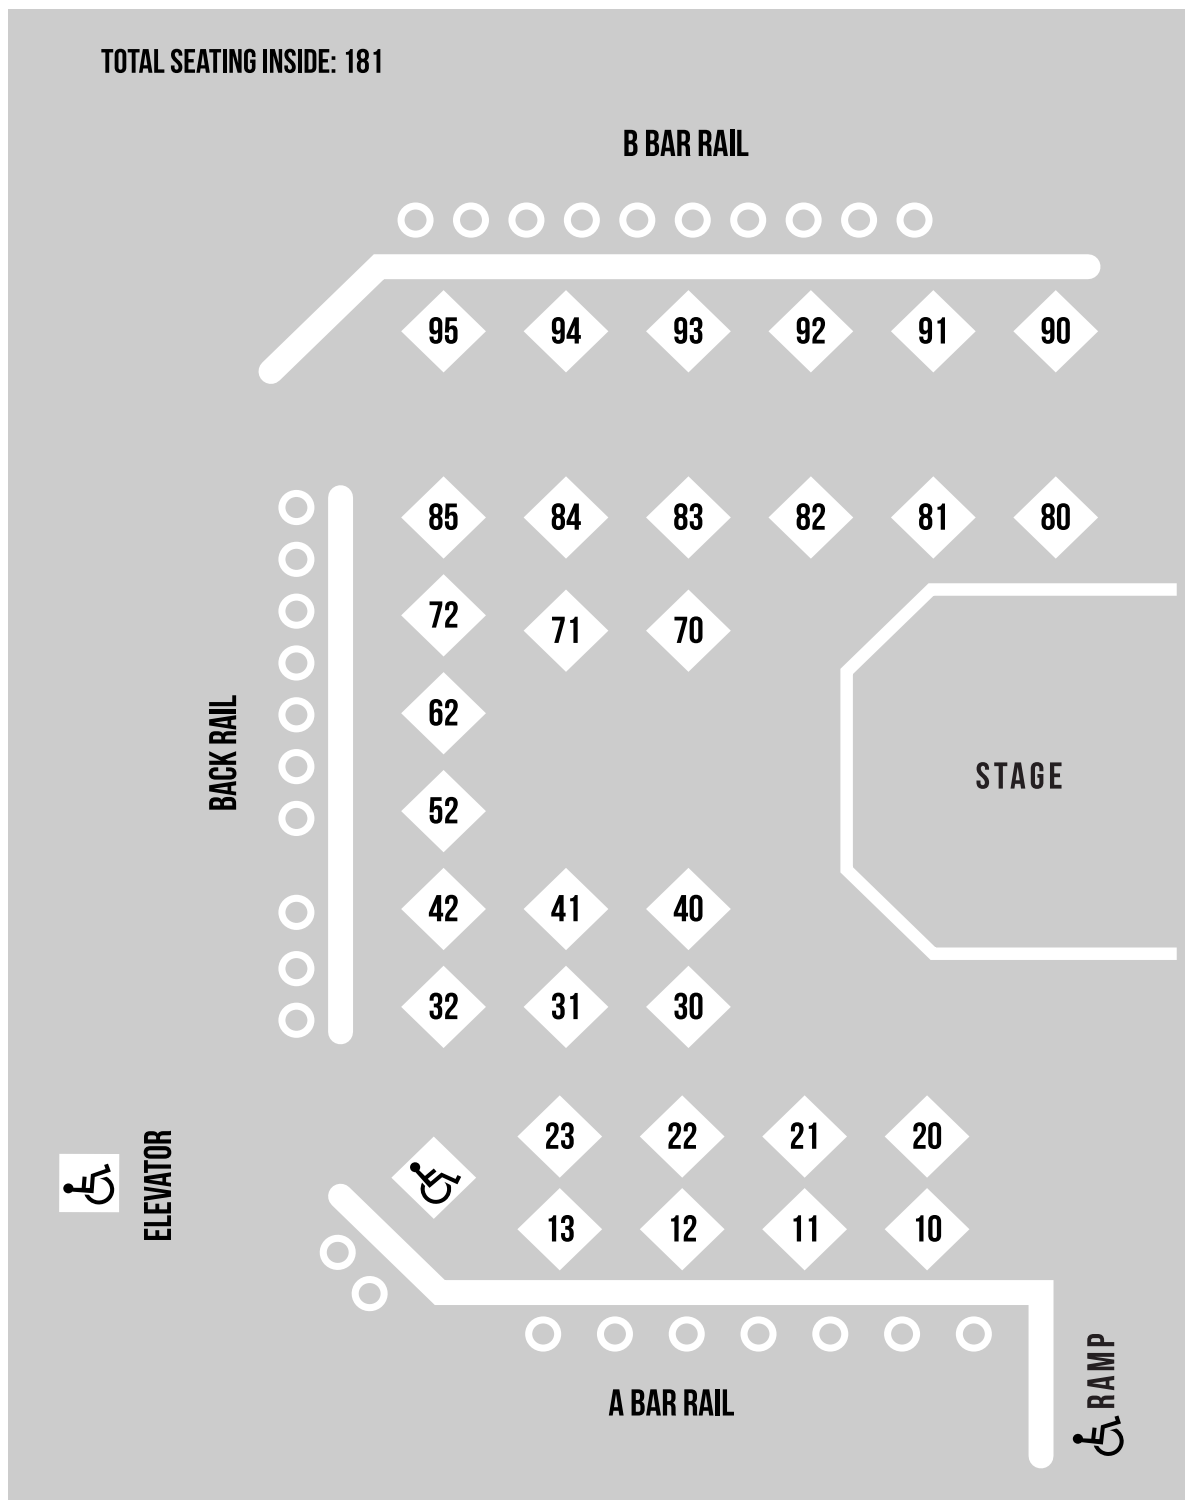 TOTAL SEATING INSIDE: 181
B BAR RAIL
95 94 93 92 91 90
85 84 83 82 81 80
72 71 70
62
BACK RAIL
STAGE
52
42 41 40
32 31 30
23 22 21 20
ELEVATOR
13 12 11 10
RAMP
A BAR RAIL